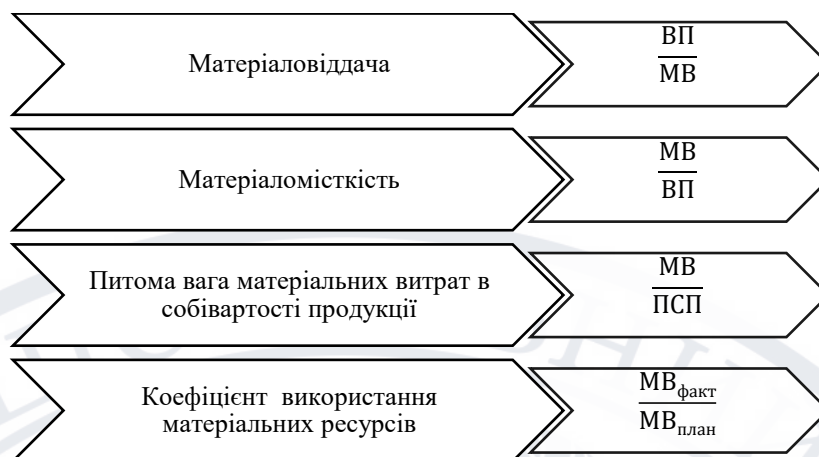 Матеріаловіддача
ВП
МВ
Матеріаломісткість
МВ
ВП
Питома вага матеріальних витрат в
собівартості продукції
МВ
ПСП
Коефіцієнт використання
матеріальних ресурсів
МВфакт
МВплан